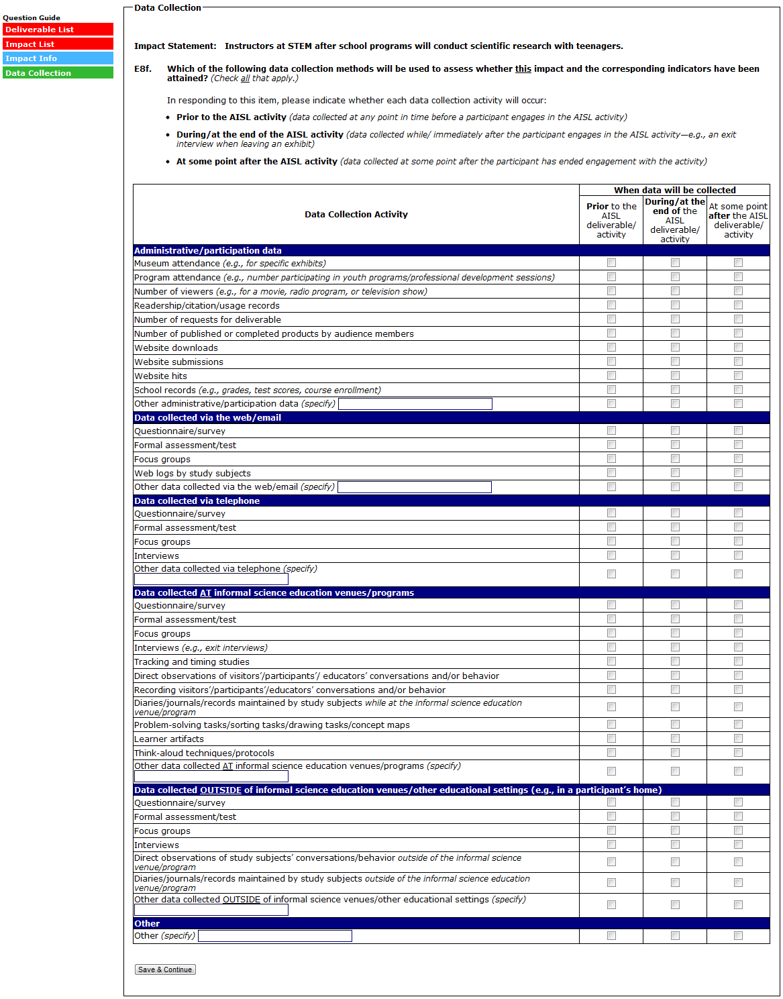 Question Guide
Deliverable List
Impact List
Impact Info
Data Collection
Data Collection
Impact Statement: Instructors at STEM after school programs will conduct scientific research with teenagers.
E8f. Which of the following data collection methods will be used to assess whether this impact and the corresponding indicators have been
attained? (Check all that apply.)
In responding to this item, please indicate whether each data collection activity will occur:
• Prior to the AISL activity (data collected at any point in time before a participant engages in the AISL activity)
• During/at the end of the AISL activity (data collected while/ immediately after the participant engages in the AISL activity—e.g., an exit
interview when leaving an exhibit)
• At some point after the AISL activity (data collected at some point after the participant has ended engagement with the activity)
Data Collection Activity
When data will be collected
Prior to the
AISL
deliverable/
activity
During/at the
end of the
AISL
deliverable/
activity
At some point
after the AISL
deliverable/
activity
Administrative/participation data
Museum attendance (e.g., for specific exhibits)
Program attendance (e.g., number participating in youth programs/professional development sessions)
Number of viewers (e.g., for a movie, radio program, or television show)
Readership/citation/usage records
Number of requests for deliverable
Number of published or completed products by audience members
Website downloads
Website submissions
Website hits
School records (e.g., grades, test scores, course enrollment)
Other administrative/participation data (specify)
Data collected via the web/email
Questionnaire/survey
Formal assessment/test
Focus groups
Web logs by study subjects
Other data collected via the web/email (specify)
Data collected via telephone
Questionnaire/survey
Formal assessment/test
Focus groups
Interviews
Other data collected via telephone (specify)
Data collected AT informal science education venues/programs
Questionnaire/survey
Formal assessment/test
Focus groups
Interviews (e.g., exit interviews)
Tracking and timing studies
Direct observations of visitors’/participants’/ educators’ conversations and/or behavior
Recording visitors’/participants’/educators’ conversations and/or behavior
Diaries/journals/records maintained by study subjects while at the informal science education
venue/program
Problem-solving tasks/sorting tasks/drawing tasks/concept maps
Learner artifacts
Think-aloud techniques/protocols
Other data collected AT informal science education venues/programs (specify)
Data collected OUTSIDE of informal science education venues/other educational settings (e.g., in a participant’s home)
Questionnaire/survey
Formal assessment/test
Focus groups
Interviews
Direct observations of study subjects’ conversations/behavior outside of the informal science
venue/program
Diaries/journals/records maintained by study subjects outside of the informal science education
venue/program
Other data collected OUTSIDE of informal science venues/other educational settings (specify)
Other
Other (specify)
Save & Continue